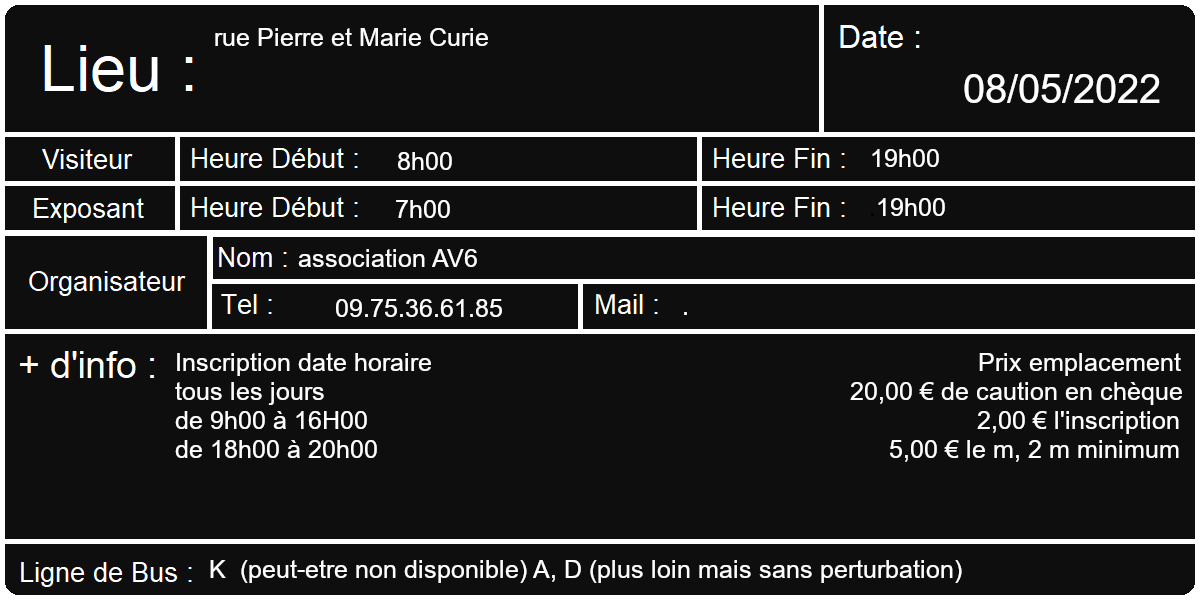 Lieu : rue Pierre et Marie Curie
Date :
08/05/2022
Visiteur Heure Début : 8h00 Heure Fin : 19h00
Exposant Heure Début : 7h00 Heure Fin : .19h00
Organisateur
Nom : association AV6
Tel : 09.75.36.61.85 Mail : .
+ d'info :
Inscription date horaire
tous les jours
de 9h00 à 16H00
de 18h00 à 20h00
Prix emplacement
20,00 € de caution en chèque
2,00 € l'inscription
5,00 € le m, 2 m minimum
Ligne de Bus : K (peut-etre non disponible) A, D (plus loin mais sans perturbation)